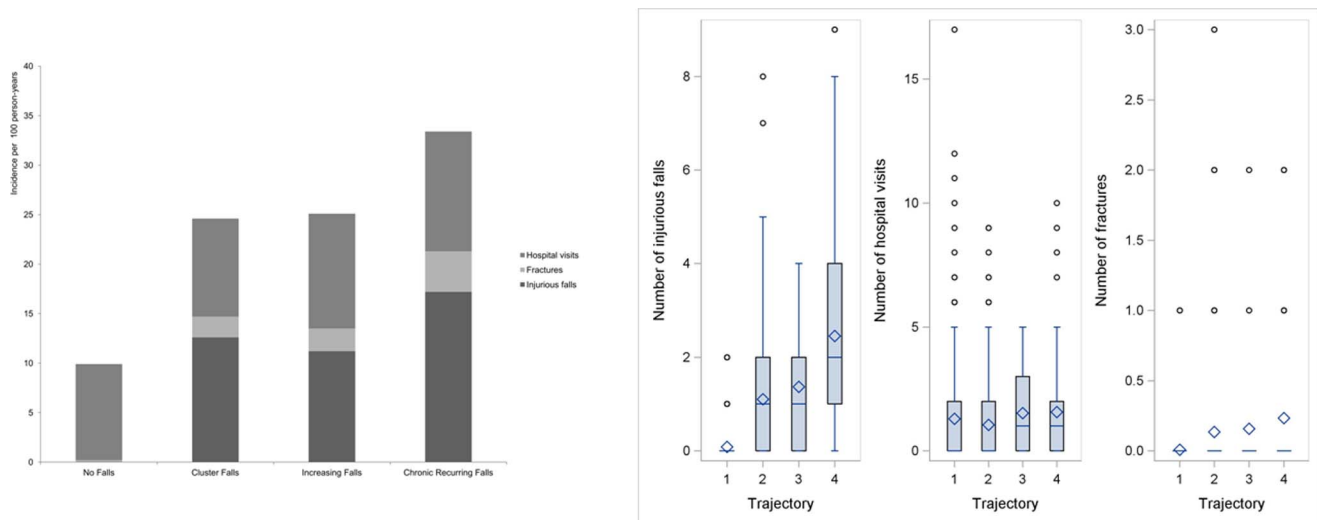 Incidence per 100 person-years
40
35
30
25
20
15
10
5
0
No Falls
Cluster Falls
Increasing Falls
Chronic Recurring Falls
Hospital visits
Fractures
Injurious falls
Number of injurious falls
8
6
4
2
0
1 2 3 4
Trajectory
Number of hospital visits
15
10
5
0
1 2 3 4
Trajectory
Number of fractures
3.0
2.5
2.0
1.5
1.0
0.5
0.0
1 2 3 4
Trajectory